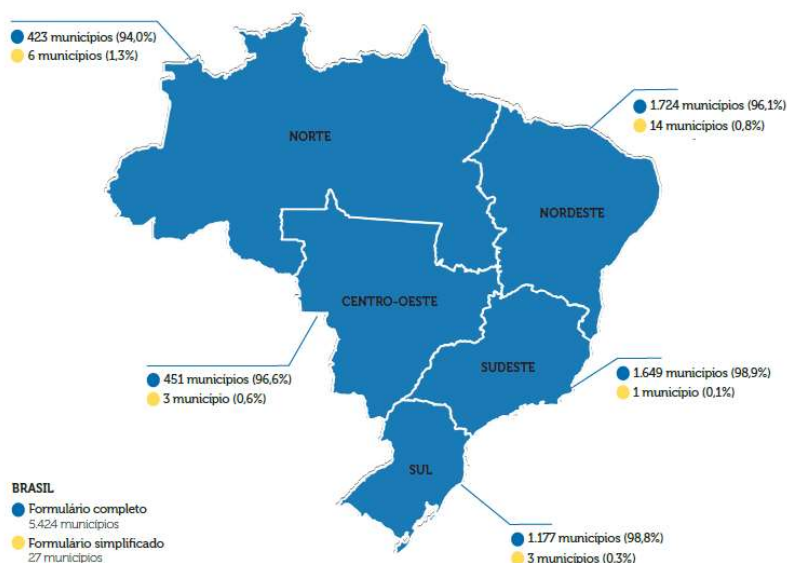 423 municípios (94,0%)
6 municípios (1,3%)
1.724 municípios (96,1%)
14 municípios (0,8%)
NORTE
NORDESTE
CENTRO-OESTE
451 municípios (96,6%)
3 município (0,6%)
SUDESTE
1.649 municípios (98,9%)
1 município (0,1%)
SUL
BRASIL
Formulário completo
5.424 municípios
Formulário simplificado
27 municípios
1.177 municípios (98,8%)
3 municípios (0,3%)